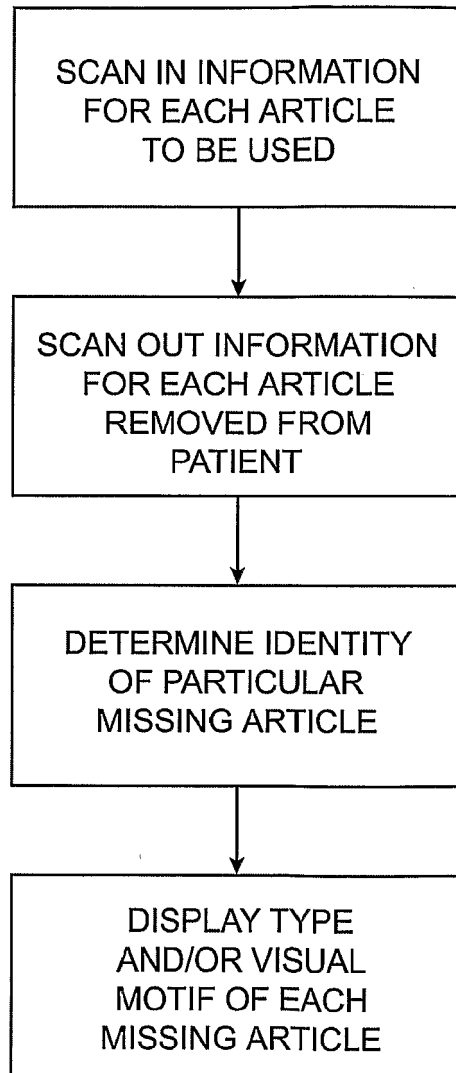 SCAN IN INFORMATION
FOR EACH ARTICLE
TO BE USED
SCAN OUT INFORMATION
FOR EACH ARTICLE
REMOVED FROM
PATIENT
DETERMINE IDENTITY
OF PARTICULAR
MISSING ARTICLE
DISPLAY TYPE
AND/OR VISUAL
MOTIF OF EACH
MISSING ARTICLE